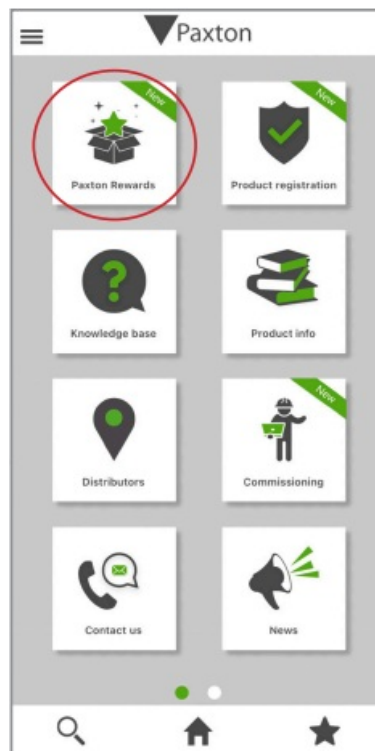 Paxton
New
New
Paxton Rewards
Product registration
Knowledge base
Product info
New
Distributors
Commissioning
Contact us
News